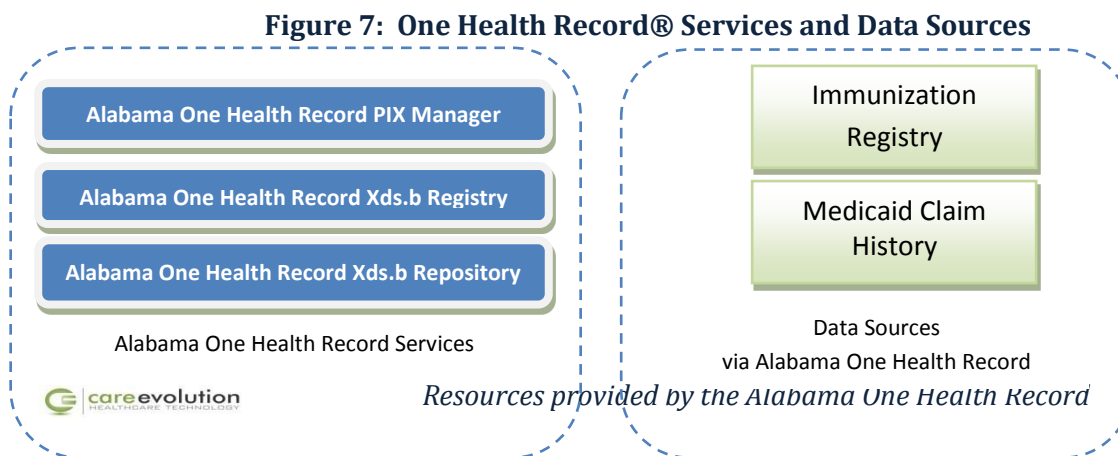 Figure 7: One Health Record® Services and Data Sources
Alabama One Health Record PIX Manager
Alabama One Health Record Xds.b Registry
Alabama One Health Record Xds.b Repository
Alabama One Health Record Services
Immunization
Registry
Medicaid Claim
History
Data Sources
via Alabama One Health Record
careevolution
HEALTHCARE TECHNOLOGY
Resources provided by the Alabama One Health Record